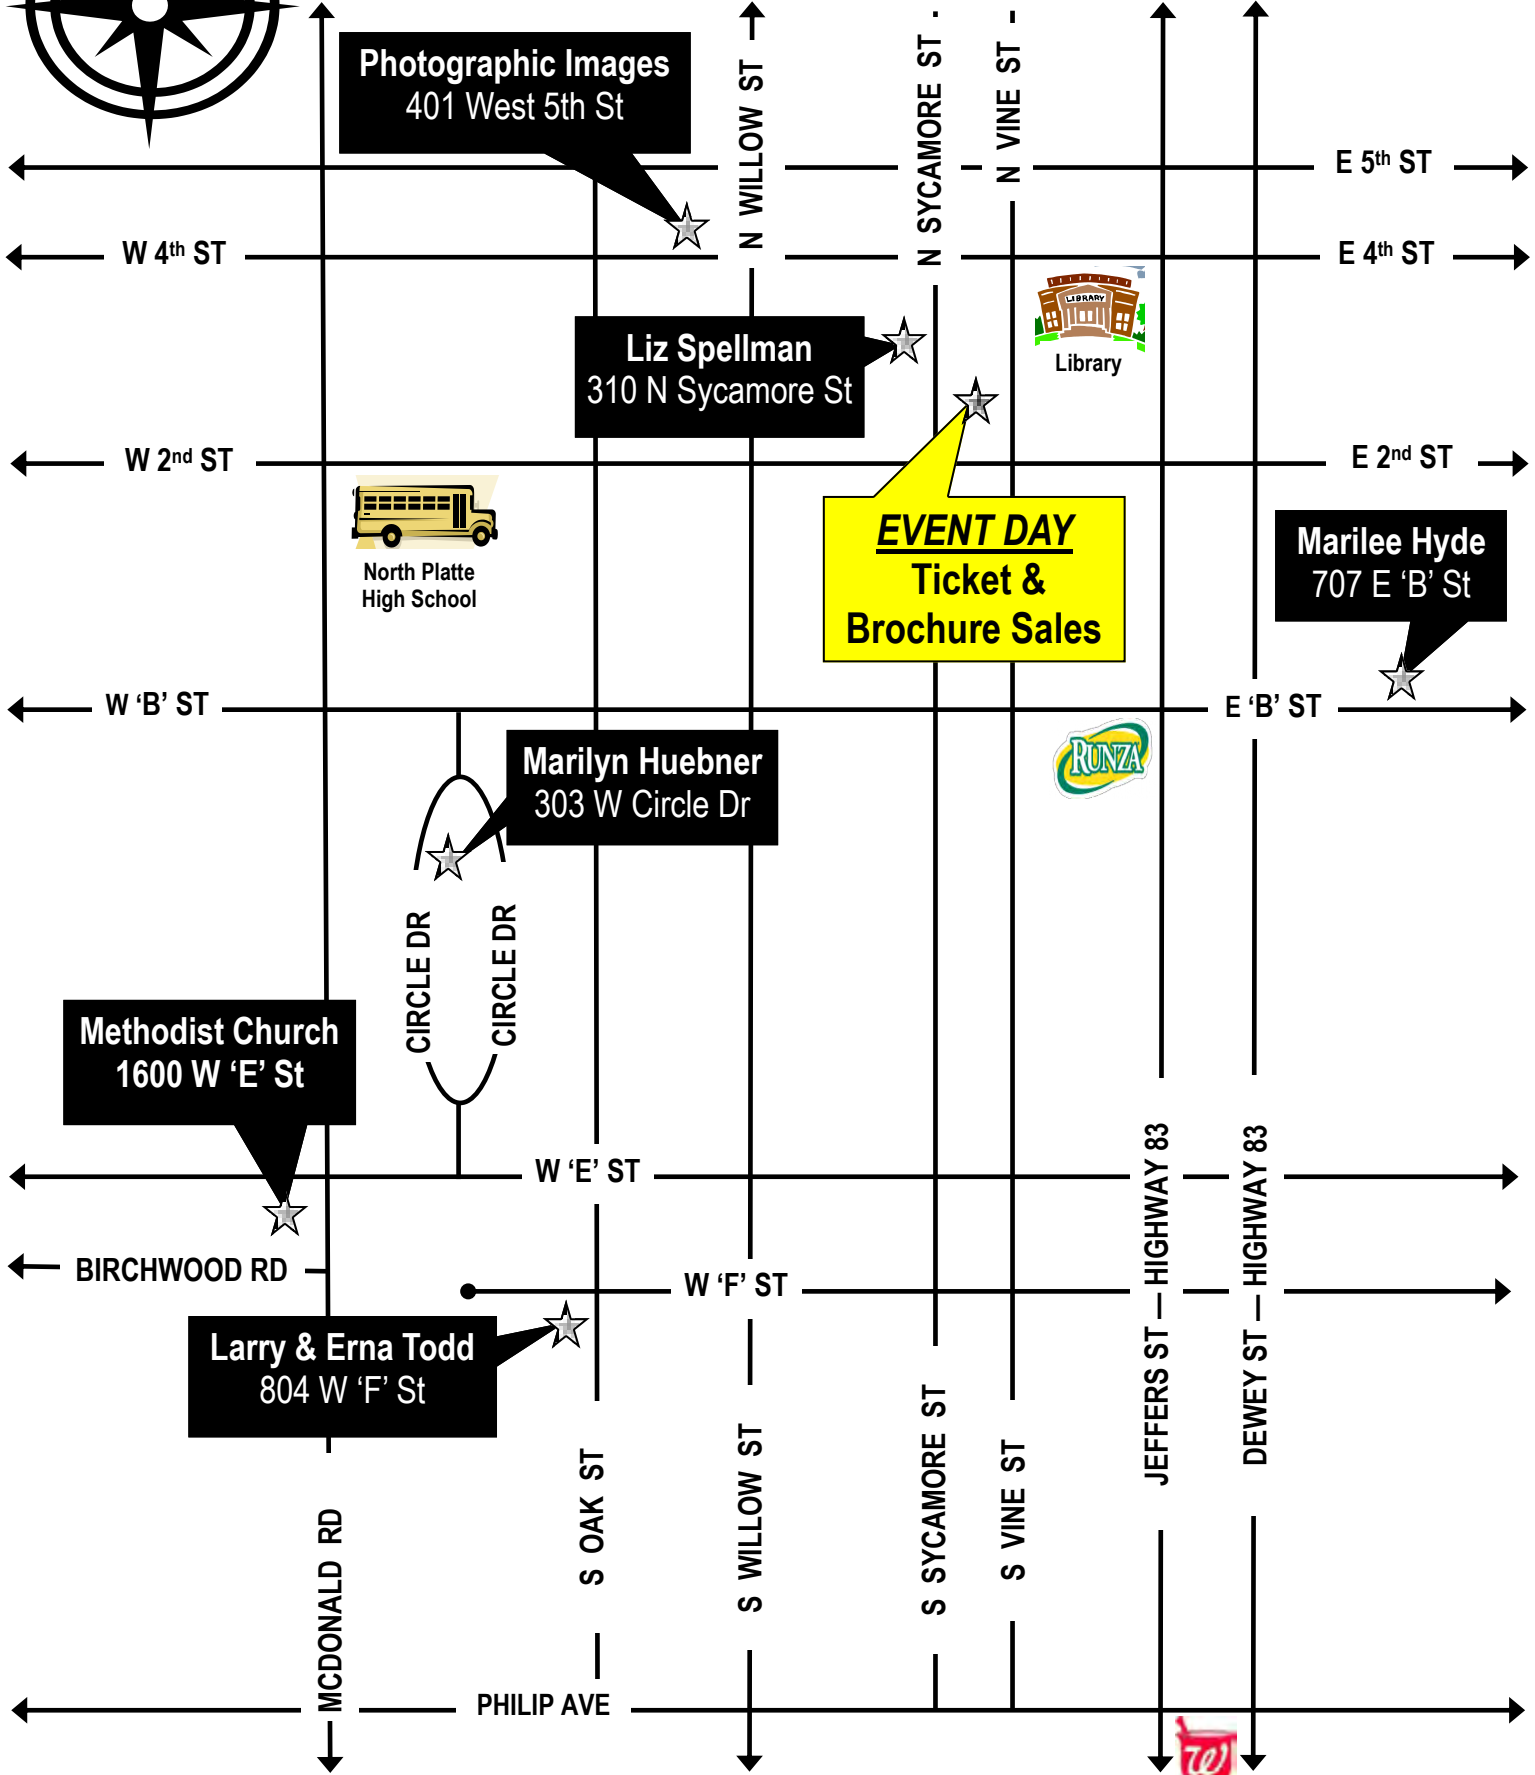 Photographic Images
401 West 5th St
N WILLOW ST
N SYCAMORE ST
N VINE ST
E 5th ST
W 4th ST
E 4th ST
LIBRARY
Library
Liz Spellman
310 N Sycamore St
W 2nd ST
E 2nd ST
North Platte
High School
EVENT DAY
Ticket &
Brochure Sales
Marilee Hyde
707 E ‘B’ St
W ‘B’ ST
E ‘B’ ST
RUNZA
Marilyn Huebner
303 W Circle Dr
CIRCLE DR
CIRCLE DR
Methodist Church
1600 W ‘E’ St
W ‘E’ ST
BIRCHWOOD RD
W ‘F’ ST
Larry & Erna Todd
804 W ‘F’ St
JEFFERS ST — HIGHWAY 83
DEWEY ST — HIGHWAY 83
MCDONALD RD
S OAK ST
S WILLOW ST
S SYCAMORE ST
S VINE ST
PHILIP AVE
W